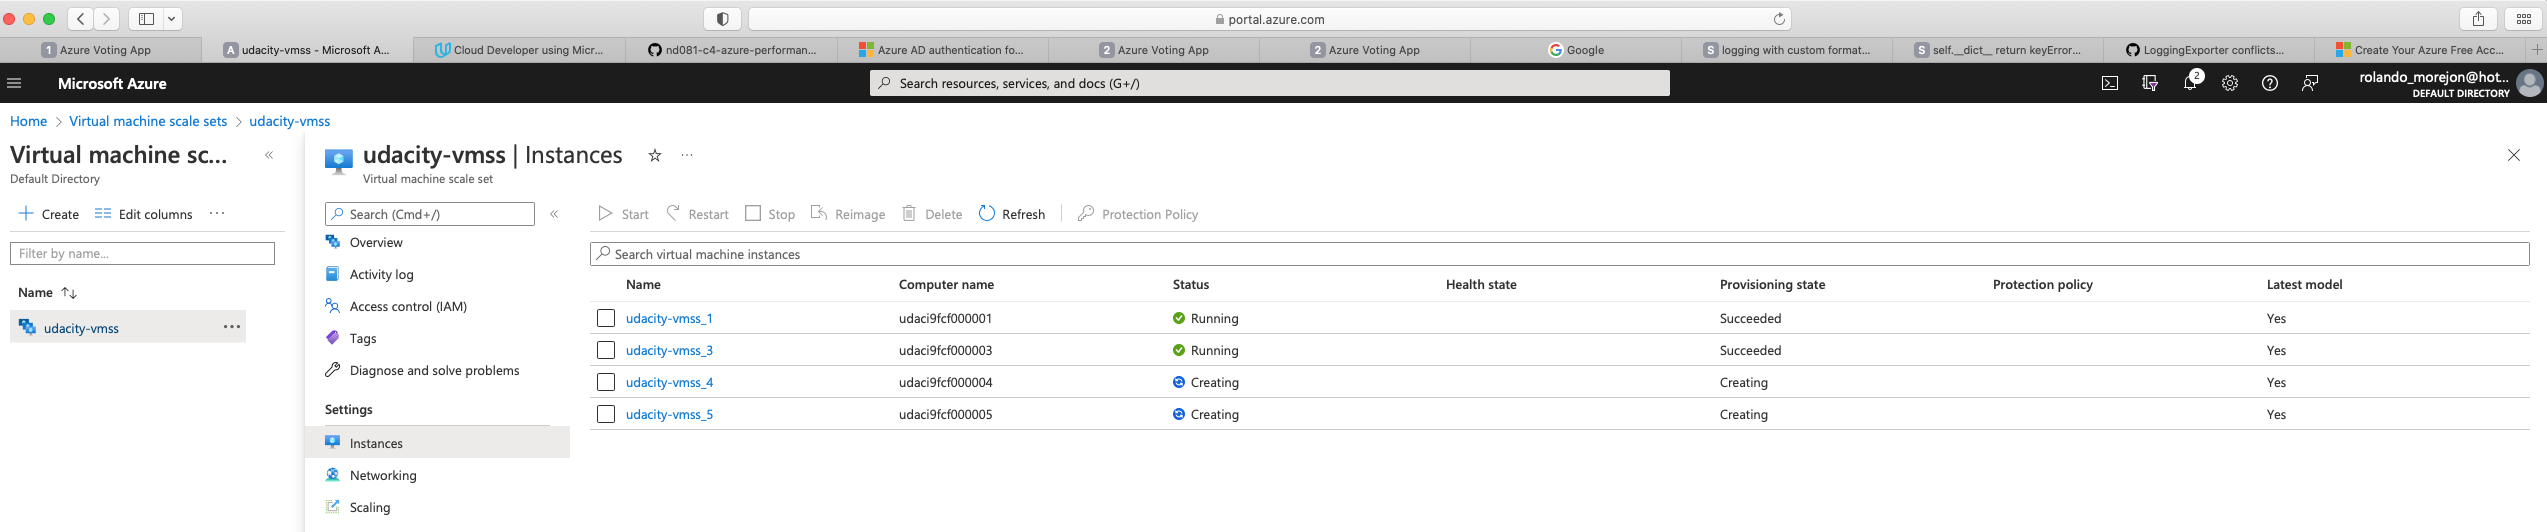 portal.azure.com
1 Azure Voting App
A udacity-vmss - Microsoft A...
Cloud Developer using Micr...
nd081-c4-azure-performan...
Azure AD authentication fo...
2 Azure Voting App
2 Azure Voting App
Google
S logging with custom format...
S self.__dict__ return keyError...
LoggingExporter conflicts...
Create Your Azure Free Acc...
Microsoft Azure
Search resources, services, and docs (G+/)
2
rolando_morejon@hot...
DEFAULT DIRECTORY
Home > Virtual machine scale sets > udacity-vmss
Virtual machine sc...
Default Directory
Create Edit columns ...
Filter by name...
Name
udacity-vmss ...
udacity-vmss | Instances ...
Virtual machine scale set
Search (Cmd+/)
Overview
Activity log
Access control (IAM)
Tags
Diagnose and solve problems
Settings
Instances
Networking
Scaling
Start Restart Stop Reimage Delete Refresh Protection Policy
Search virtual machine instances
Name Computer name Status Health state Provisioning state Protection policy Latest model
udacity-vmss_1 udaci9fcf000001 Running Succeeded Yes
udacity-vmss_3 udaci9fcf000003 Running Succeeded Yes
udacity-vmss_4 udaci9fcf000004 Creating Creating Yes
udacity-vmss_5 udaci9fcf000005 Creating Creating Yes